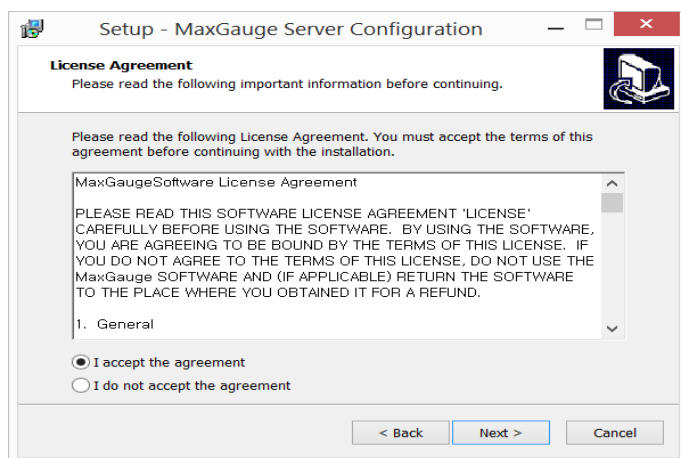 Setup - MaxGauge Server Configuration
License Agreement
Please read the following important information before continuing.
Please read the following License Agreement. You must accept the terms of this
agreement before continuing with the installation.
MaxGaugeSoftware License Agreement
PLEASE READ THIS SOFTWARE LICENSE AGREEMENT 'LICENSE'
CAREFULLY BEFORE USING THE SOFTWARE.  BY USING THE SOFTWARE,
YOU ARE AGREEING TO BE BOUND BY THE TERMS OF THIS LICENSE.  IF
YOU DO NOT AGREE TO THE TERMS OF THIS LICENSE, DO NOT USE THE
MaxGauge SOFTWARE AND (IF APPLICABLE) RETURN THE SOFTWARE
TO THE PLACE WHERE YOU OBTAINED IT FOR A REFUND.
1.  General
I accept the agreement
I do not accept the agreement
< Back Next > Cancel